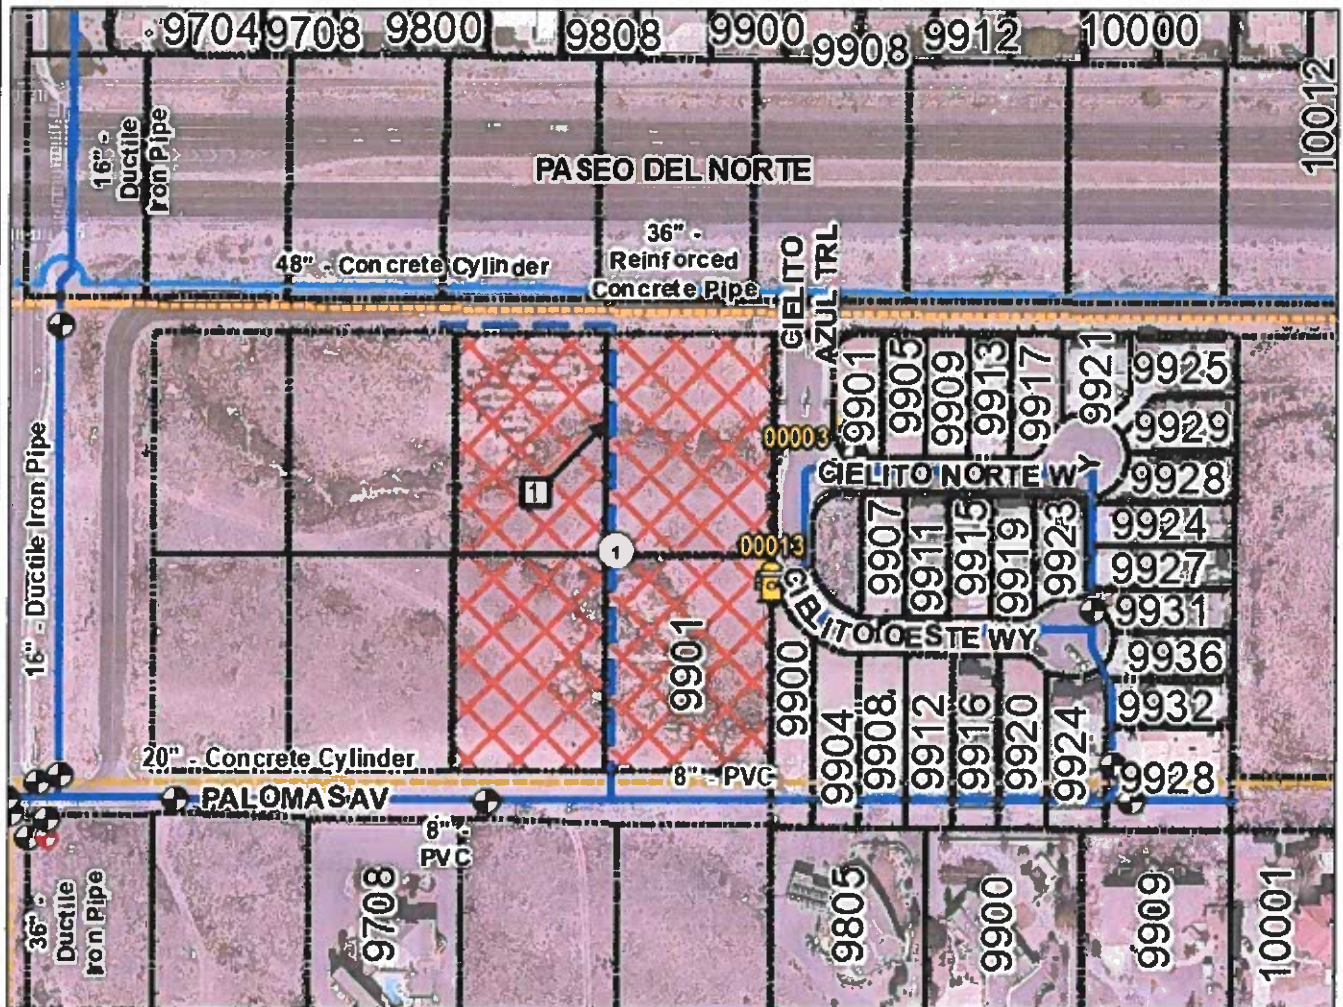 9704
9708
9800
9808
9900
9908
9912
10000
10012
16" -
Ductile
Iron Pipe
PASEO DEL NORTE
48" - Concrete Cylinder
36" -
Reinforced
Concrete Pipe
CIELITO
AZUL TRL
9901
9905
9909
9913
9917
9921
9925
9929
9928
00003
CIELITO NORTE WY
1
16" - Ductile Iron Pipe
1
00013
9907
9911
9915
9919
9923
9924
9927
9931
CIELITO OESTE WY
9936
9932
9901
9900
9904
9908
9912
9916
9920
9924
9928
20" - Concrete Cylinder
8" - PVC
PALOMAS AV
8" -
PVC
36" -
Ductile
Iron Pipe
9708
9805
9900
9909
10001